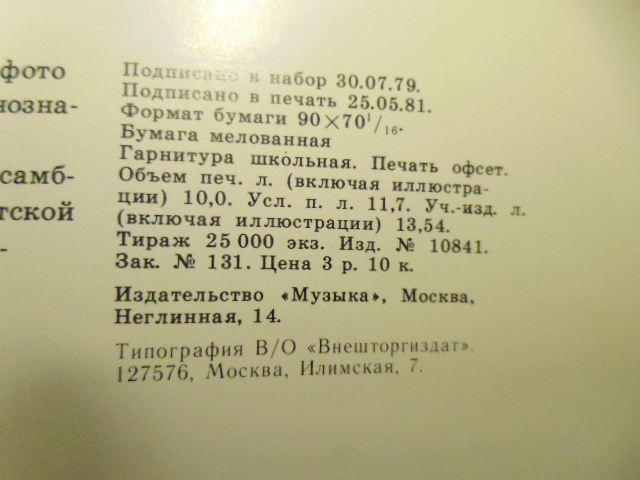 фото
нозна-
самб-
тской
-
Подписано в набор 30.07.79.
Подписано в печать 25.05.81.
Формат бумаги 90×70¹/₁₆.
Бумага мелованная
Гарнитура школьная. Печать офсет.
Объем печ. л. (включая иллюстра-
ции) 10,0. Усл. п. л. 11,7. Уч.-изд. л.
(включая иллюстрации) 13,54.
Тираж 25 000 экз. Изд. № 10841.
Зак. № 131. Цена 3 р. 10 к.
Издательство «Музыка», Москва,
Неглинная, 14.
Типография В/О «Внешторгиздат».
127576, Москва, Илимская, 7.